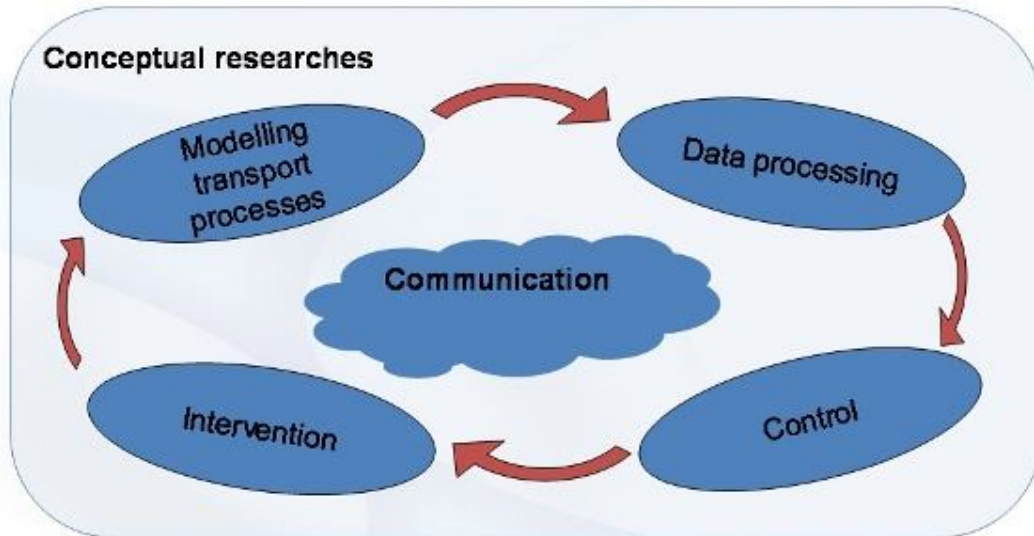 Conceptual researches
Modelling
transport
processes
Data processing
Communication
Intervention
Control